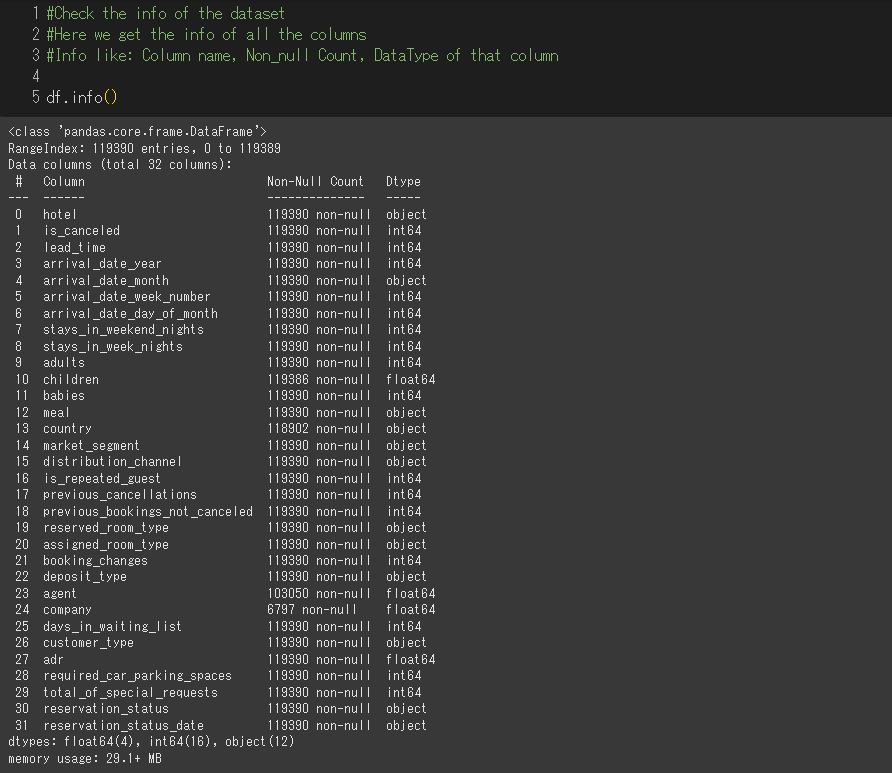 1 #Check the info of the dataset
2 #Here we get the info of all the columns
3 #Info like: Column name, Non_null Count, DataType of that column
4
5 df.info()
<class 'pandas.core.frame.DataFrame'>
RangeIndex: 119390 entries, 0 to 119389
Data columns (total 32 columns):
 #   Column                          Non-Null Count   Dtype
---  ------                          --------------   -----
 0   hotel                           119390 non-null  object
 1   is_canceled                     119390 non-null  int64
 2   lead_time                       119390 non-null  int64
 3   arrival_date_year               119390 non-null  int64
 4   arrival_date_month              119390 non-null  object
 5   arrival_date_week_number        119390 non-null  int64
 6   arrival_date_day_of_month       119390 non-null  int64
 7   stays_in_weekend_nights         119390 non-null  int64
 8   stays_in_week_nights            119390 non-null  int64
 9   adults                          119390 non-null  int64
 10  children                        119386 non-null  float64
 11  babies                          119390 non-null  int64
 12  meal                            119390 non-null  object
 13  country                         118902 non-null  object
 14  market_segment                  119390 non-null  object
 15  distribution_channel            119390 non-null  object
 16  is_repeated_guest               119390 non-null  int64
 17  previous_cancellations          119390 non-null  int64
 18  previous_bookings_not_canceled  119390 non-null  int64
 19  reserved_room_type              119390 non-null  object
 20  assigned_room_type              119390 non-null  object
 21  booking_changes                 119390 non-null  int64
 22  deposit_type                    119390 non-null  object
 23  agent                           103050 non-null  float64
 24  company                         6797 non-null    float64
 25  days_in_waiting_list            119390 non-null  int64
 26  customer_type                   119390 non-null  object
 27  adr                             119390 non-null  float64
 28  required_car_parking_spaces     119390 non-null  int64
 29  total_of_special_requests       119390 non-null  int64
 30  reservation_status              119390 non-null  object
 31  reservation_status_date         119390 non-null  object
dtypes: float64(4), int64(16), object(12)
memory usage: 29.1+ MB